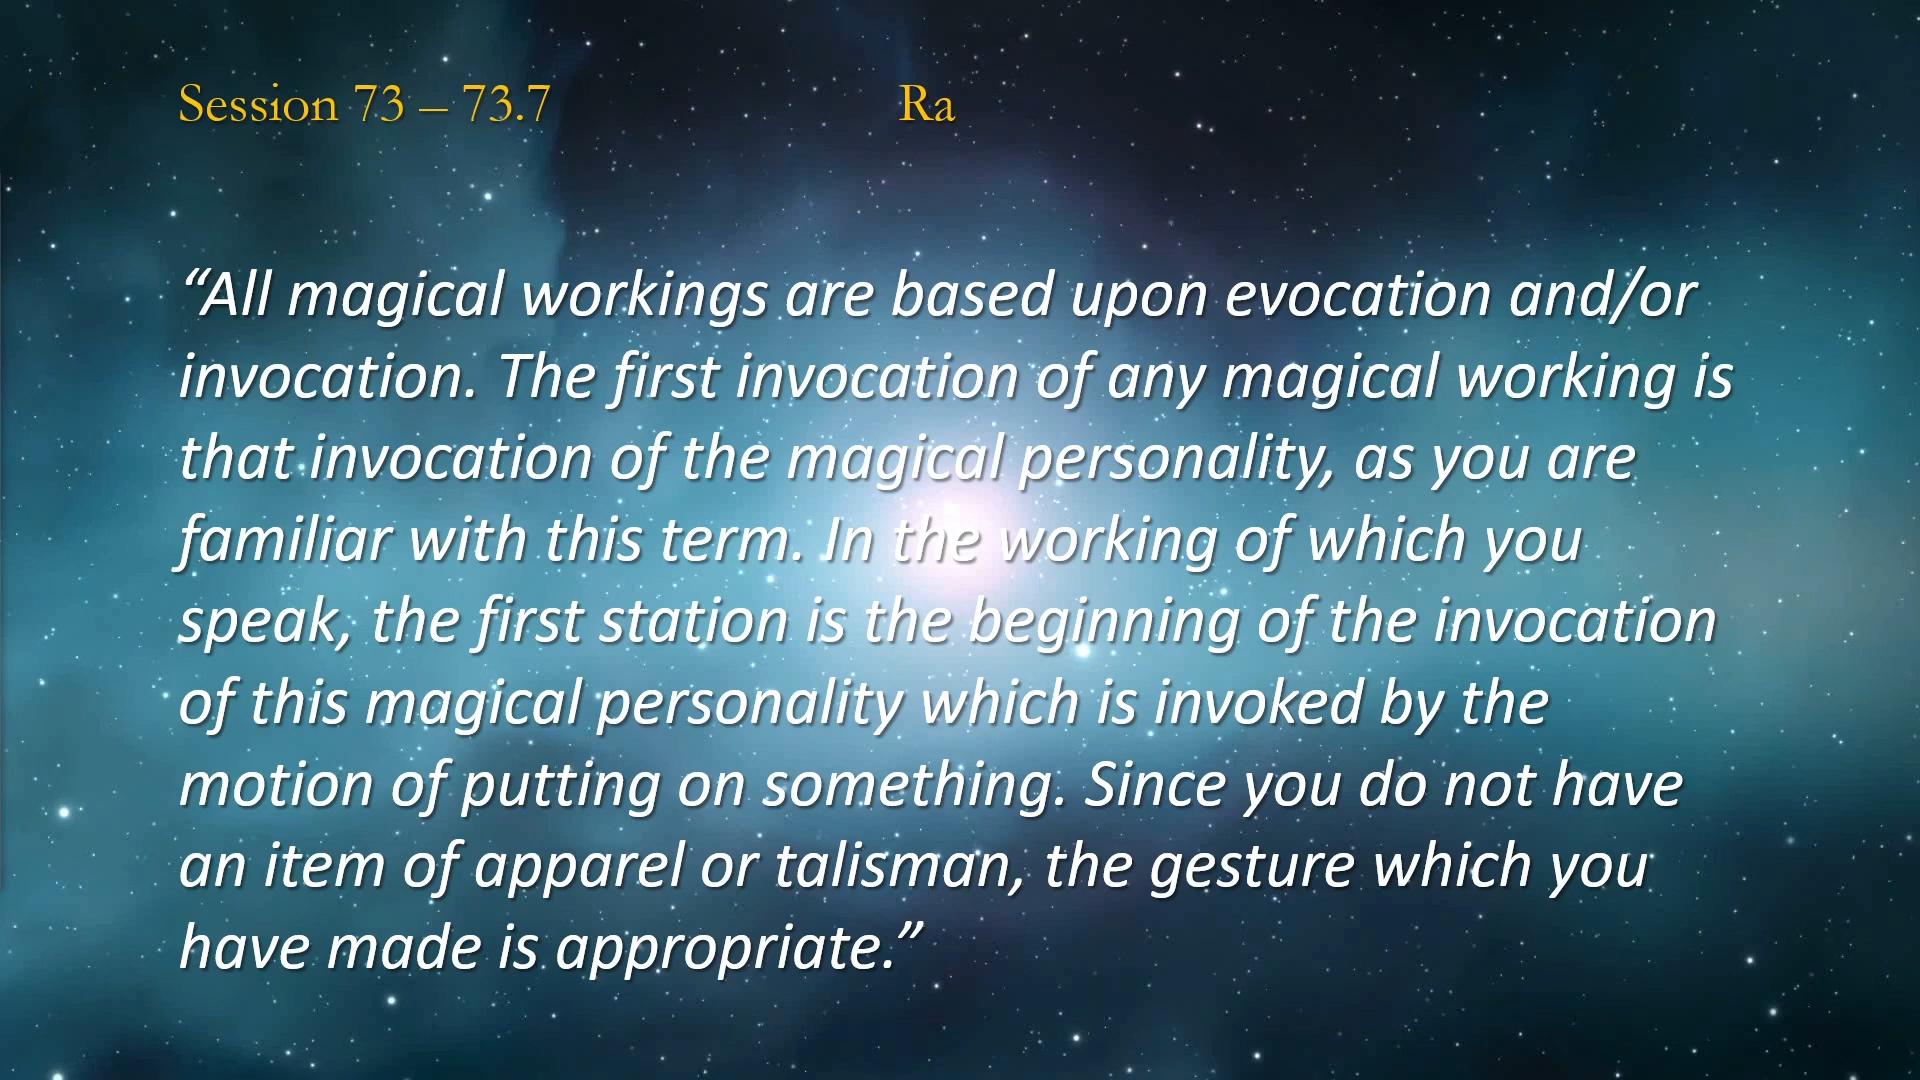 Session 73 – 73.7 Ra
“All magical workings are based upon evocation and/or
invocation. The first invocation of any magical working is
that invocation of the magical personality, as you are
familiar with this term. In the working of which you
speak, the first station is the beginning of the invocation
of this magical personality which is invoked by the
motion of putting on something. Since you do not have
an item of apparel or talisman, the gesture which you
have made is appropriate.”